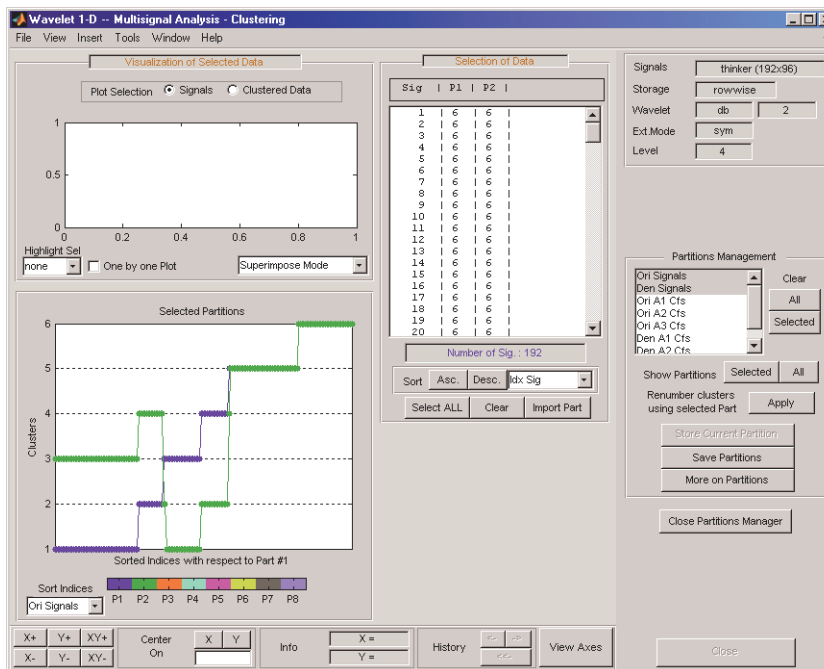 Wavelet 1-D -- Multisignal Analysis - Clustering
File View Insert Tools Window Help
Visualization of Selected Data
Plot Selection Signals Clustered Data
1
0.5
0
0 0.2 0.4 0.6 0.8 1
Highlight Sel
none One by one Plot Superimpose Mode
Selected Partitions
6
5
4
3
2
1
Clusters
Sorted Indices with respect to Part #1
Sort Indices
Ori Signals
P1 P2 P3 P4 P5 P6 P7 P8
Selection of Data
Sig | P1 | P2 |
1 | 6 | 6 |
2 | 6 | 6 |
3 | 6 | 6 |
4 | 6 | 6 |
5 | 6 | 6 |
6 | 6 | 6 |
7 | 6 | 6 |
8 | 6 | 6 |
9 | 6 | 6 |
10 | 6 | 6 |
11 | 6 | 6 |
12 | 6 | 6 |
13 | 6 | 6 |
14 | 6 | 6 |
15 | 6 | 6 |
16 | 6 | 6 |
17 | 6 | 6 |
18 | 6 | 6 |
19 | 6 | 6 |
20 | 6 | 6 |
Number of Sig. : 192
Sort Asc. Desc. Idx Sig
Select ALL Clear Import Part
Signals thinker (192x96)
Storage rowwise
Wavelet db 2
Ext.Mode sym
Level 4
Partitions Management
Ori Signals
Den Signals
Ori A1 Cfs
Ori A2 Cfs
Ori A3 Cfs
Den A1 Cfs
Den A2 Cfs
Clear
All
Selected
Show Partitions Selected All
Renumber clusters
using selected Part Apply
Store Current Partition
Save Partitions
More on Partitions
Close Partitions Manager
X+ Y+ XY+
X- Y- XY-
Center
On
X Y
Info
X =
Y =
History
<- ->
<<-
View Axes
Close